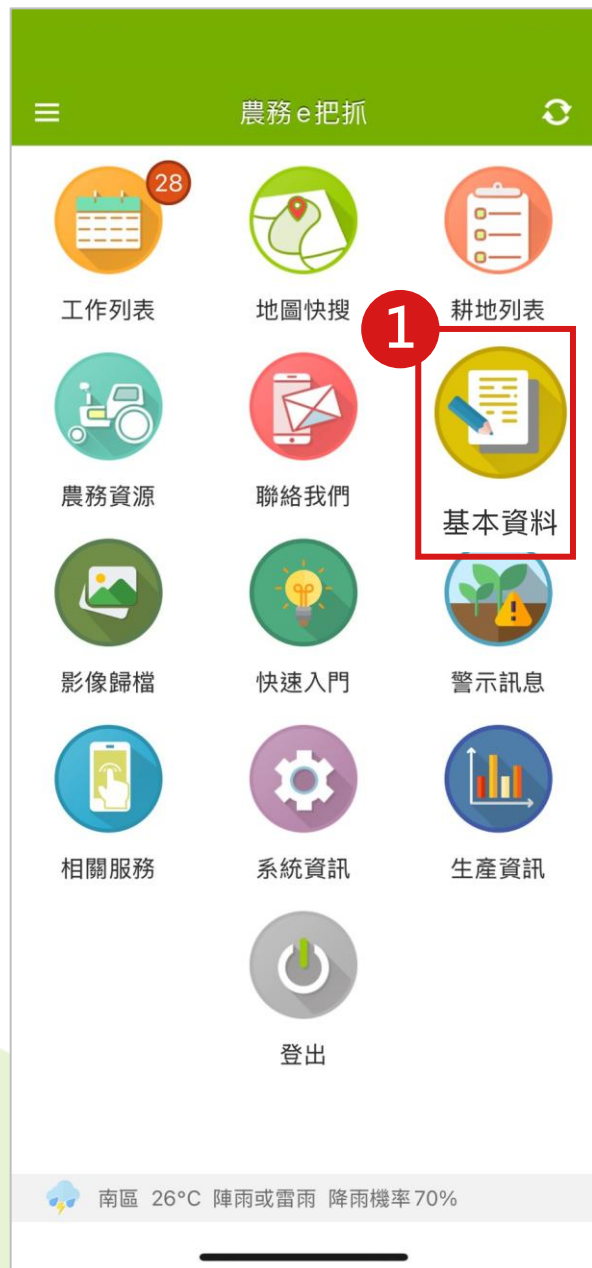 農務e把抓
28
工作列表 地圖快搜 耕地列表
1
農務資源 聯絡我們 基本資料
影像歸檔 快速入門 警示訊息
相關服務 系統資訊 生產資訊
登出
南區 26°C 陣雨或雷雨 降雨機率70%